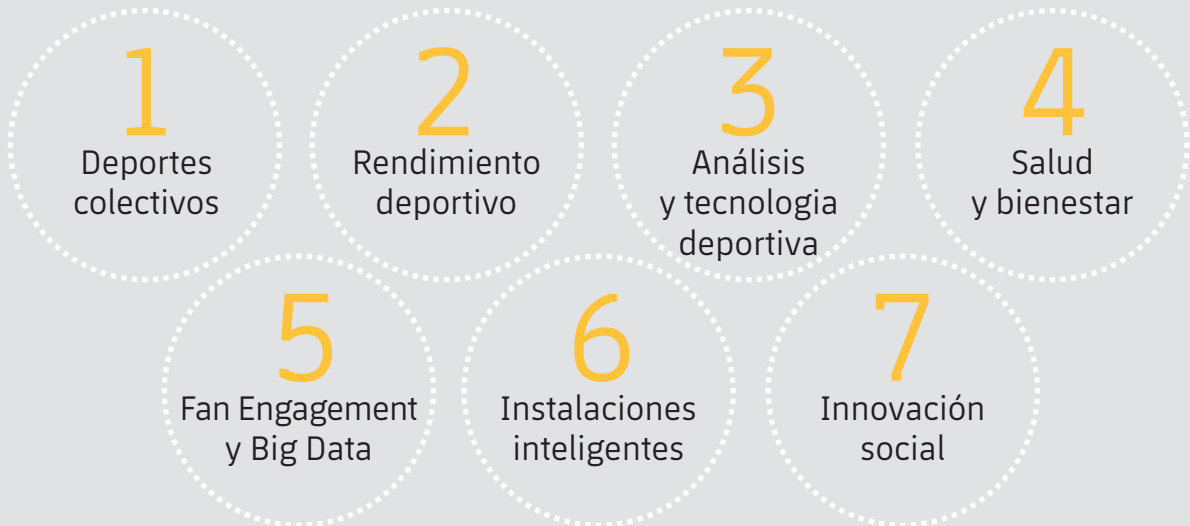 1
Deportes
colectivos
2
Rendimiento
deportivo
3
Análisis
y tecnologia
deportiva
4
Salud
y bienestar
5
Fan Engagement
y Big Data
6
Instalaciones
inteligentes
7
Innovación
social